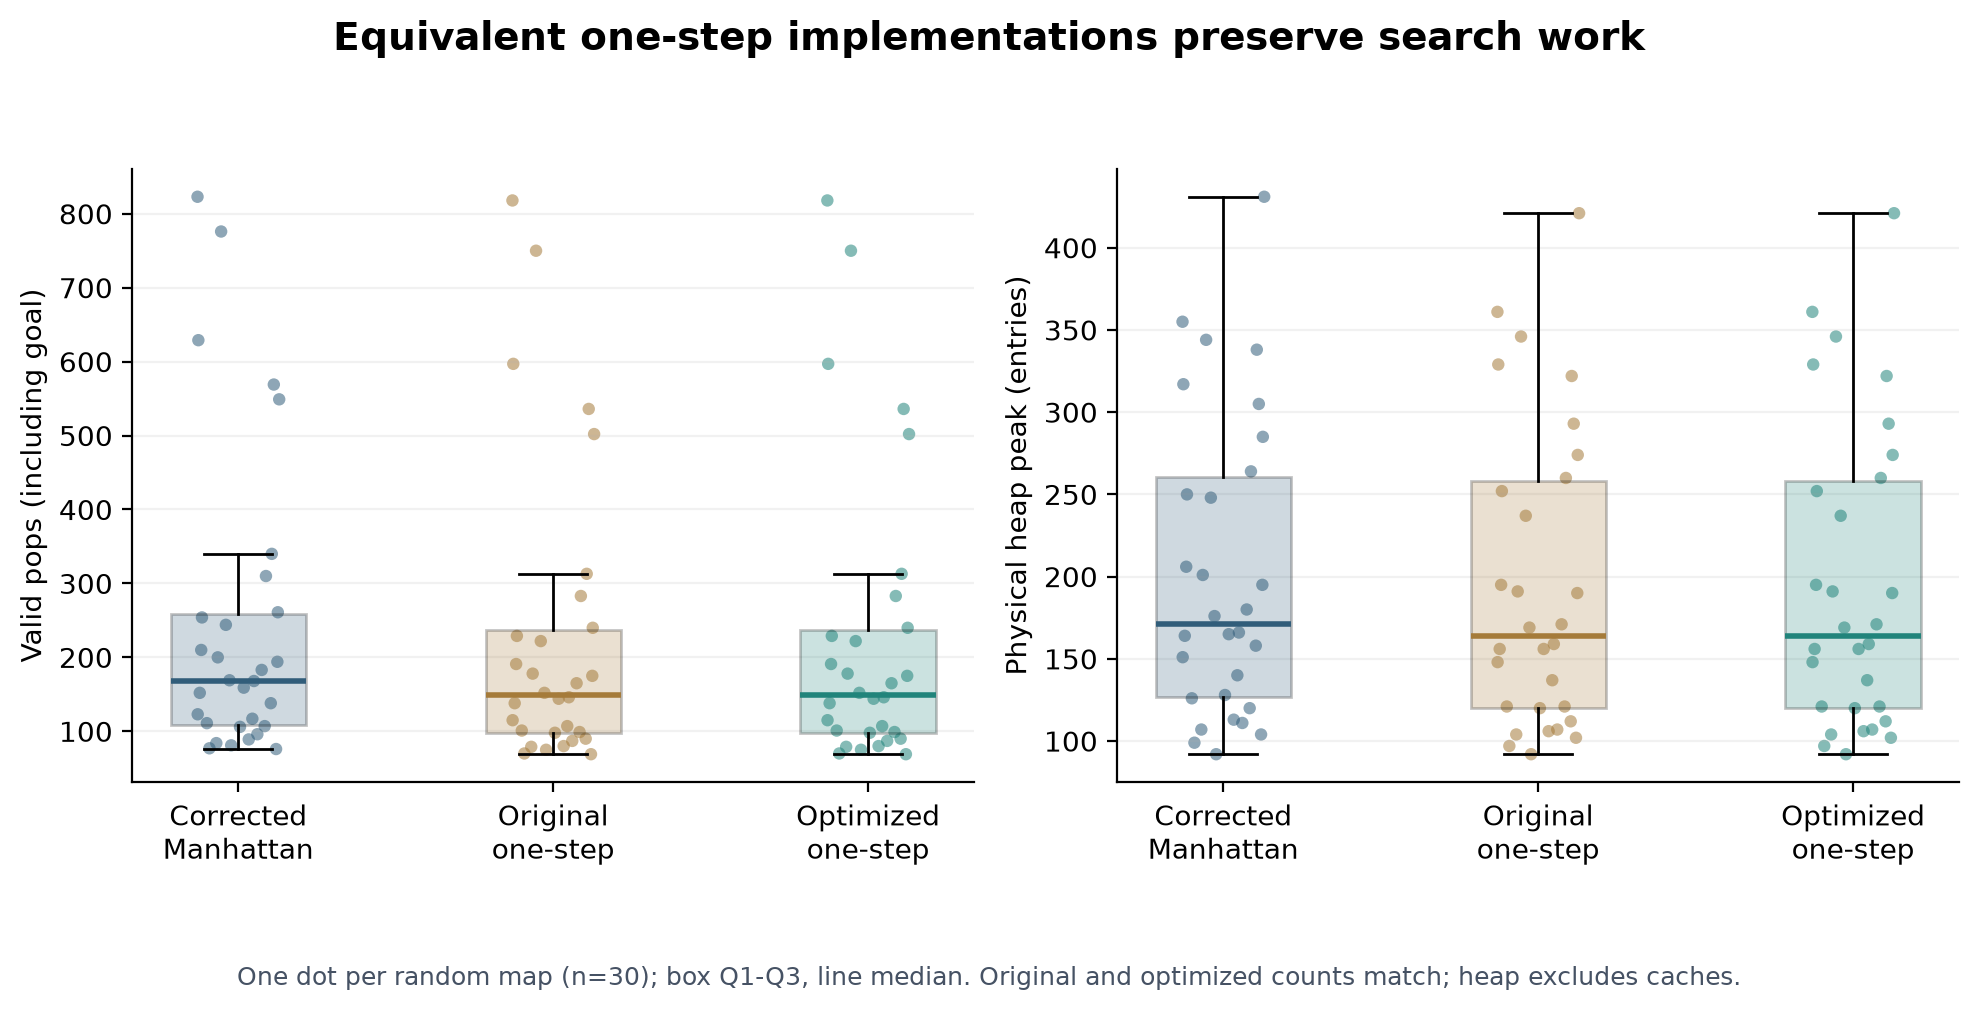 Equivalent one-step implementations preserve search work
Valid pops (including goal)
800
700
600
500
400
300
200
100
Corrected
Manhattan
Original
one-step
Optimized
one-step
Physical heap peak (entries)
400
350
300
250
200
150
100
Corrected
Manhattan
Original
one-step
Optimized
one-step
One dot per random map (n=30); box Q1-Q3, line median. Original and optimized counts match; heap excludes caches.